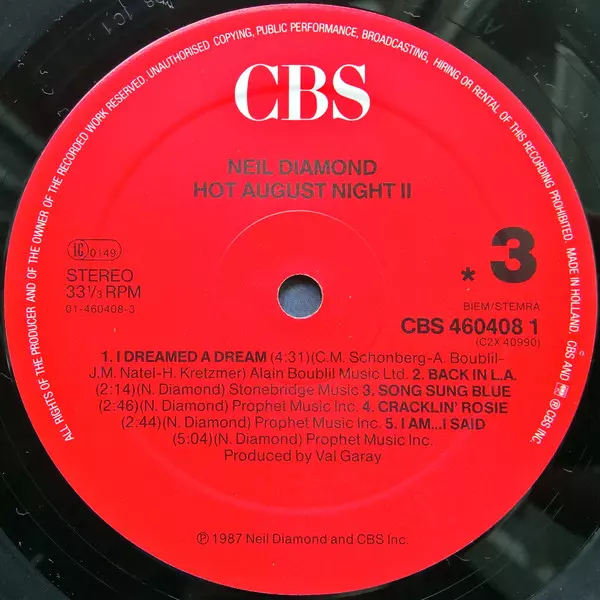 ALL RIGHTS OF THE PRODUCER AND OF THE OWNER OF THE RECORDED WORK RESERVED. UNAUTHORISED COPYING, PUBLIC PERFORMANCE, BROADCASTING, HIRING OR RENTAL OF THIS RECORDING PROHIBITED. MADE IN HOLLAND. CBS AND ® CBS INC.
CBS
NEIL DIAMOND
HOT AUGUST NIGHT II
1C 0149
STEREO
33⅓ RPM
01-460408-3
* 3
BIEM/STEMRA
CBS 460408 1
(C2X 40990)
1. I DREAMED A DREAM (4:31)(C.M. Schonberg-A. Boublil-
J.M. Natel-H. Kretzmer) Alain Boublil Music Ltd. 2. BACK IN L.A.
(2:14)(N. Diamond) Stonebridge Music 3. SONG SUNG BLUE
(2:46)(N. Diamond) Prophet Music Inc. 4. CRACKLIN' ROSIE
(2:44)(N. Diamond) Prophet Music Inc. 5. I AM...I SAID
(5:04)(N. Diamond) Prophet Music Inc.
Produced by Val Garay
℗ 1987 Neil Diamond and CBS Inc.